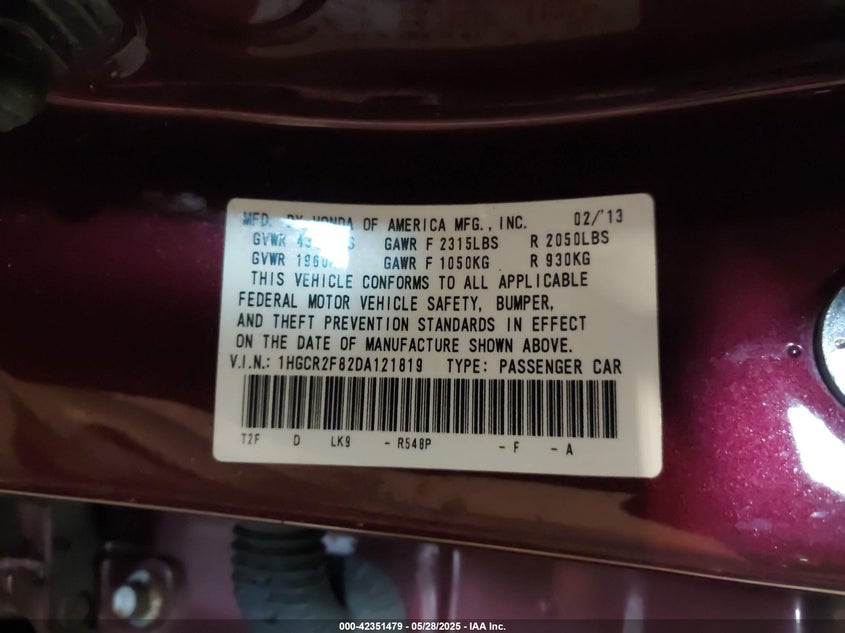 MFD. BY HONDA OF AMERICA MFG., INC. 02/'13
GVWR GAWR F 2315LBS R 2050LBS
GVWR GAWR F 1050KG R 930KG
THIS VEHICLE CONFORMS TO ALL APPLICABLE
FEDERAL MOTOR VEHICLE SAFETY, BUMPER,
AND THEFT PREVENTION STANDARDS IN EFFECT
ON THE DATE OF MANUFACTURE SHOWN ABOVE.
V.I.N.: 1HGCR2F82DA121819 TYPE: PASSENGER CAR
T2F D LK9 - R548P - F - A
000-42351479 | 05/28/2025 - IAA Inc.